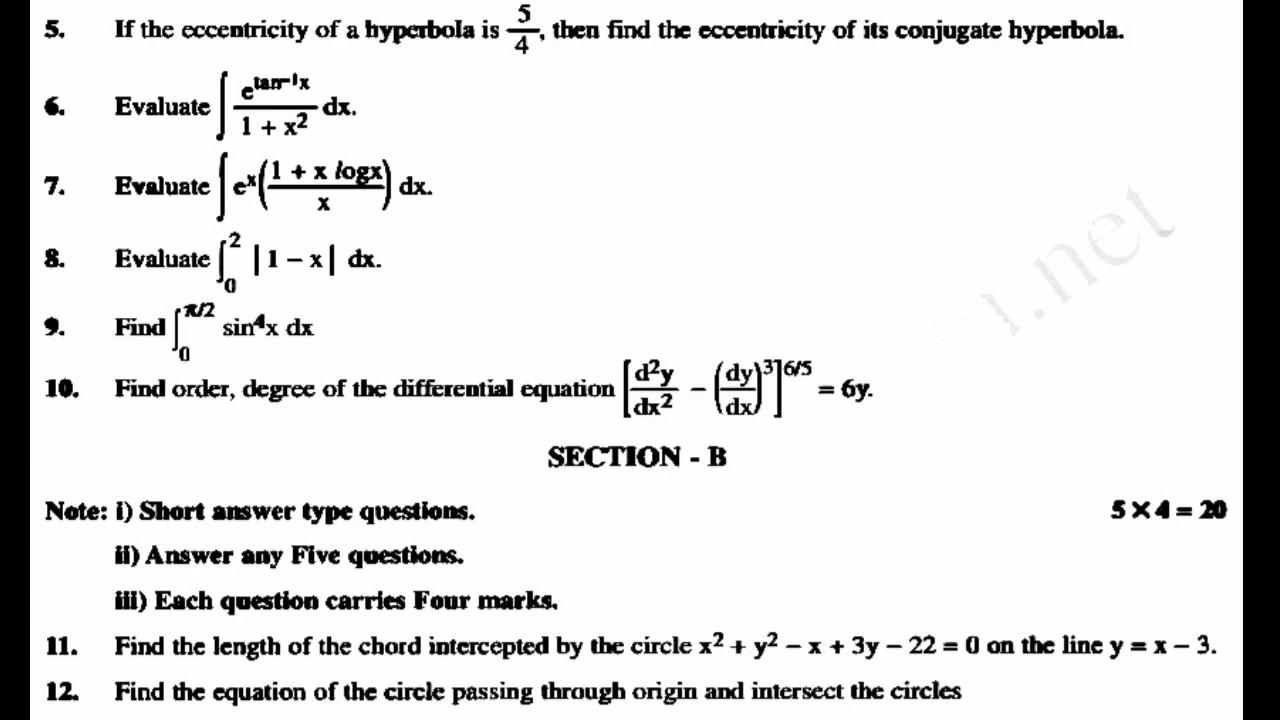 5. If the eccentricity of a hyperbola is 5/4, then find the eccentricity of its conjugate hyperbola.
6. Evaluate ∫ e^(tan⁻¹x)/(1 + x²) dx.
7. Evaluate ∫ eˣ((1 + x logx)/x) dx.
8. Evaluate ∫₀² |1 − x| dx.
9. Find ∫₀^(π/2) sin⁴x dx
10. Find order, degree of the differential equation [d²y/dx² − (dy/dx)³]^(6/5) = 6y.
SECTION - B
Note: i) Short answer type questions. 5 × 4 = 20
ii) Answer any Five questions.
iii) Each question carries Four marks.
11. Find the length of the chord intercepted by the circle x² + y² − x + 3y − 22 = 0 on the line y = x − 3.
12. Find the equation of the circle passing through origin and intersect the circles
.net